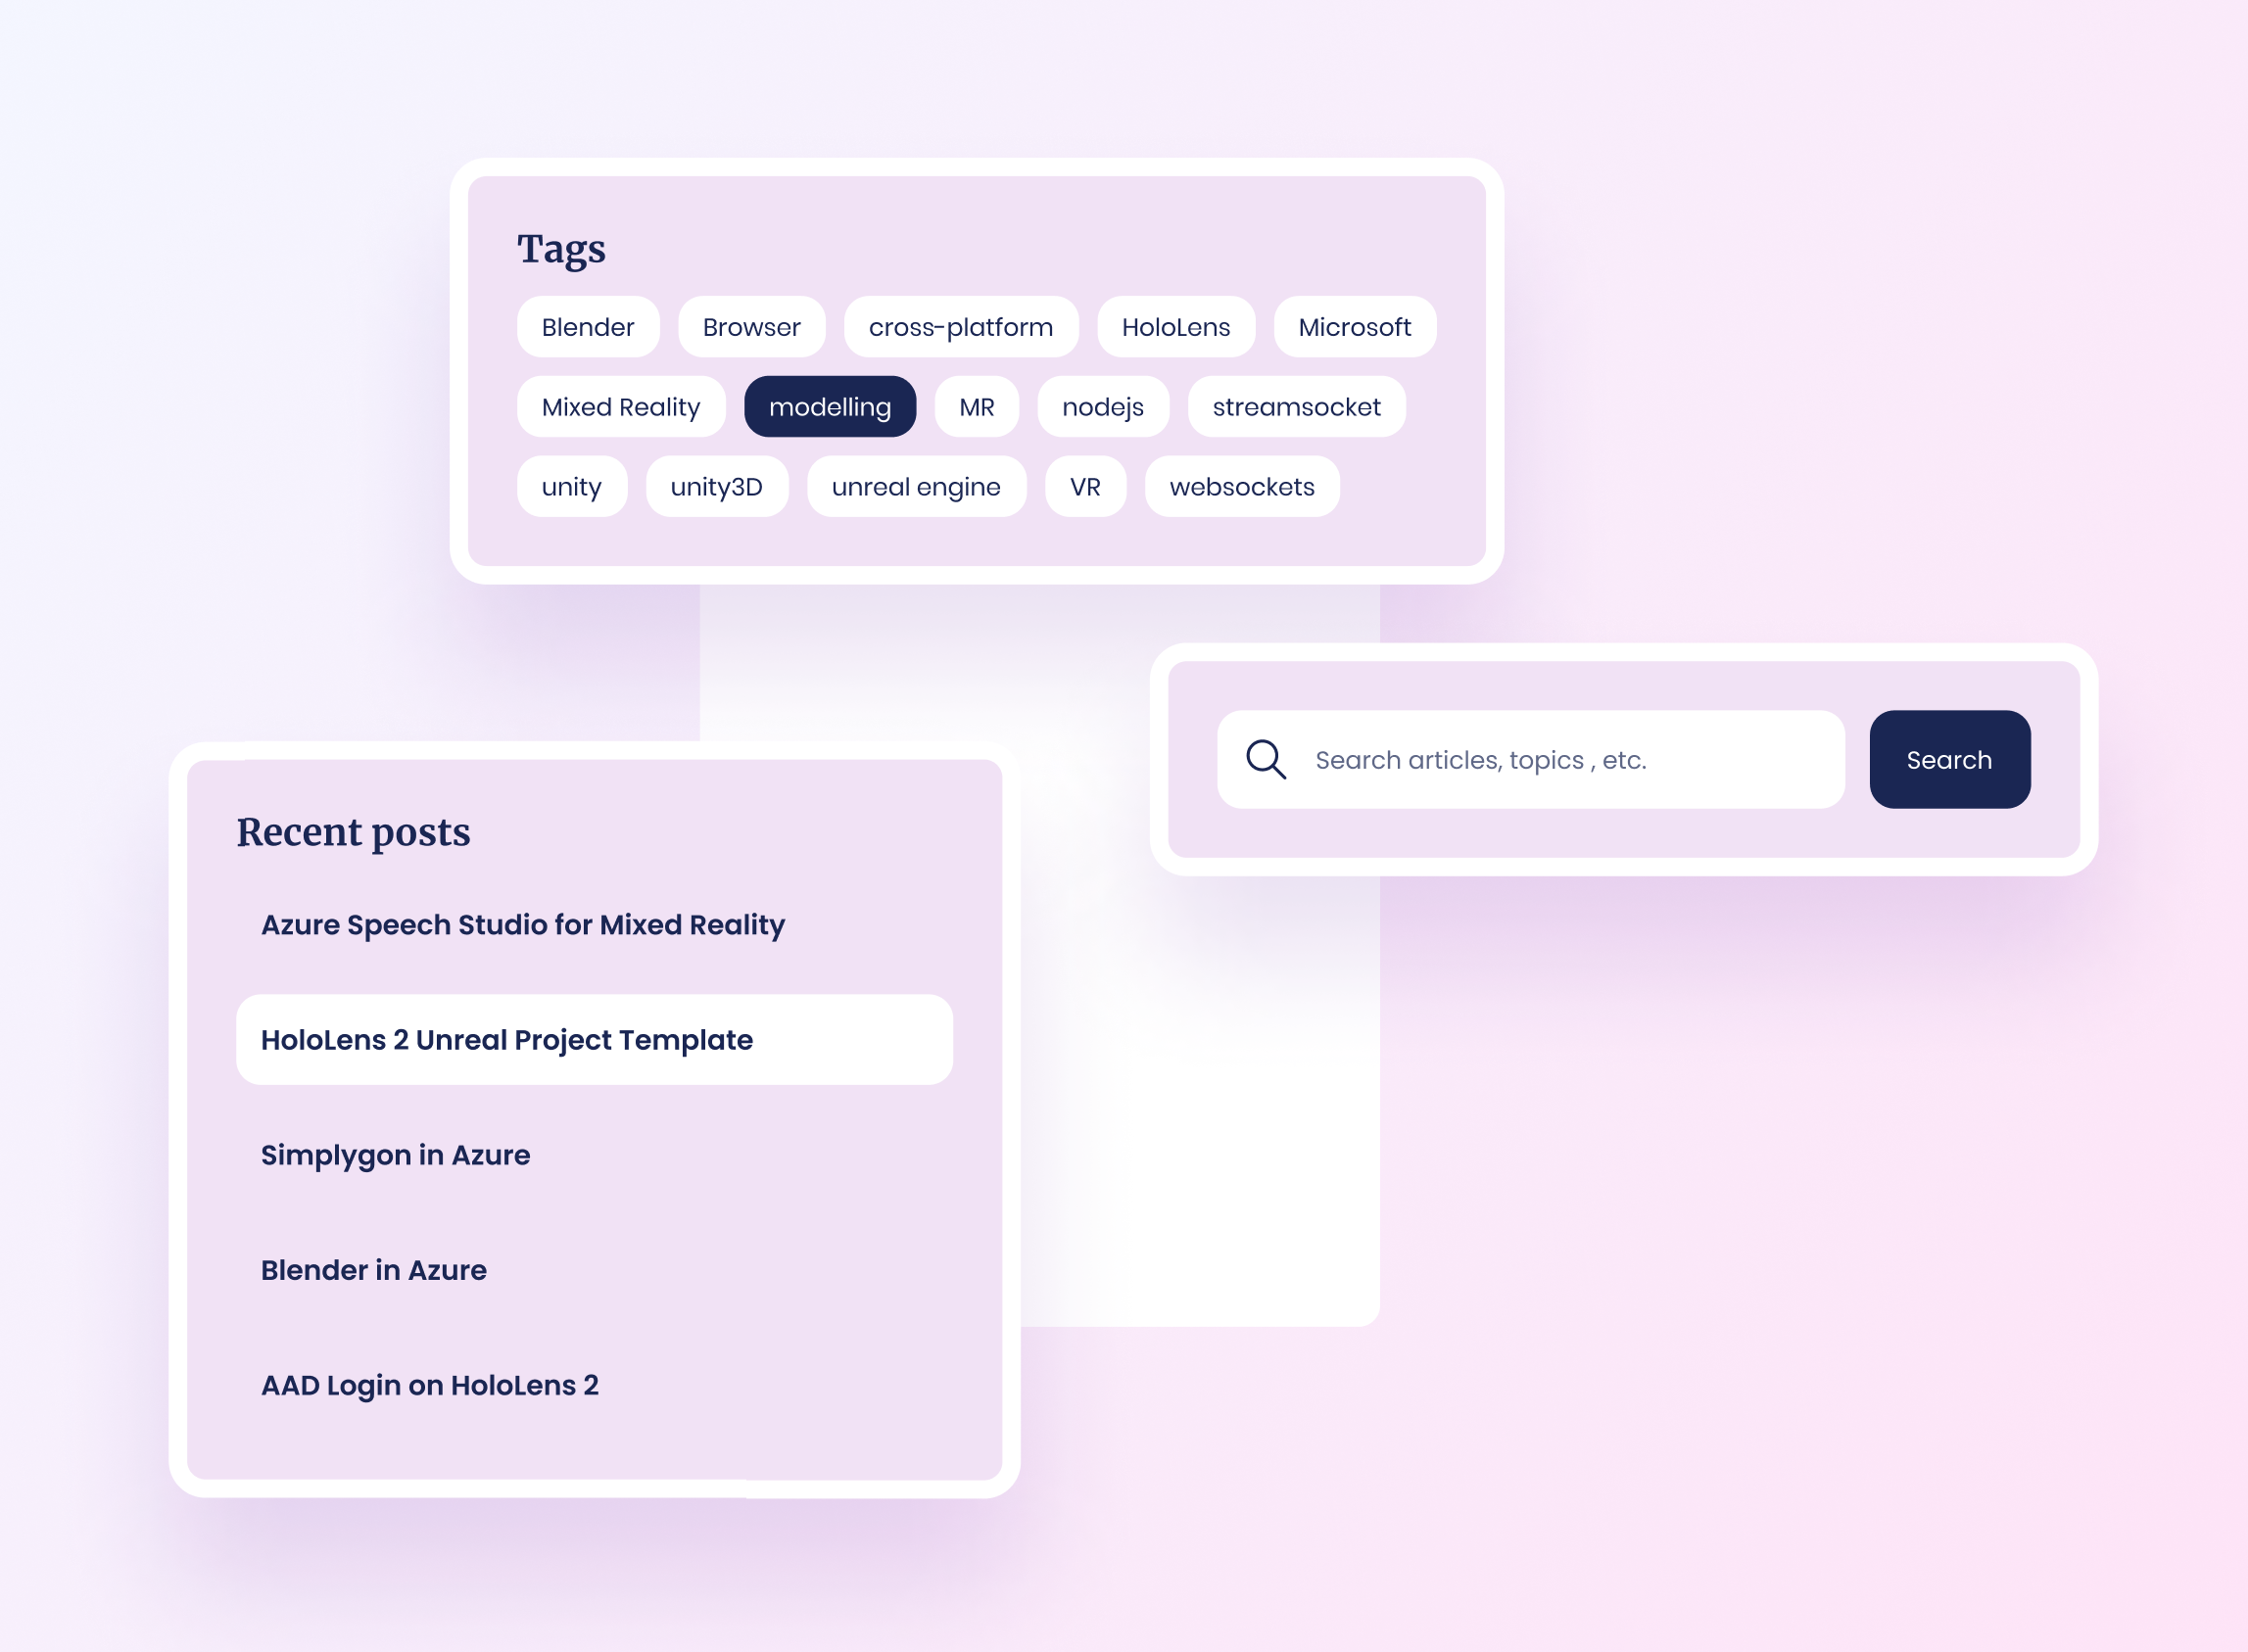 Tags
Blender Browser cross-platform HoloLens Microsoft
Mixed Reality modelling MR nodejs streamsocket
unity unity3D unreal engine VR websockets
Search articles, topics , etc. Search
Recent posts
Azure Speech Studio for Mixed Reality
HoloLens 2 Unreal Project Template
Simplygon in Azure
Blender in Azure
AAD Login on HoloLens 2